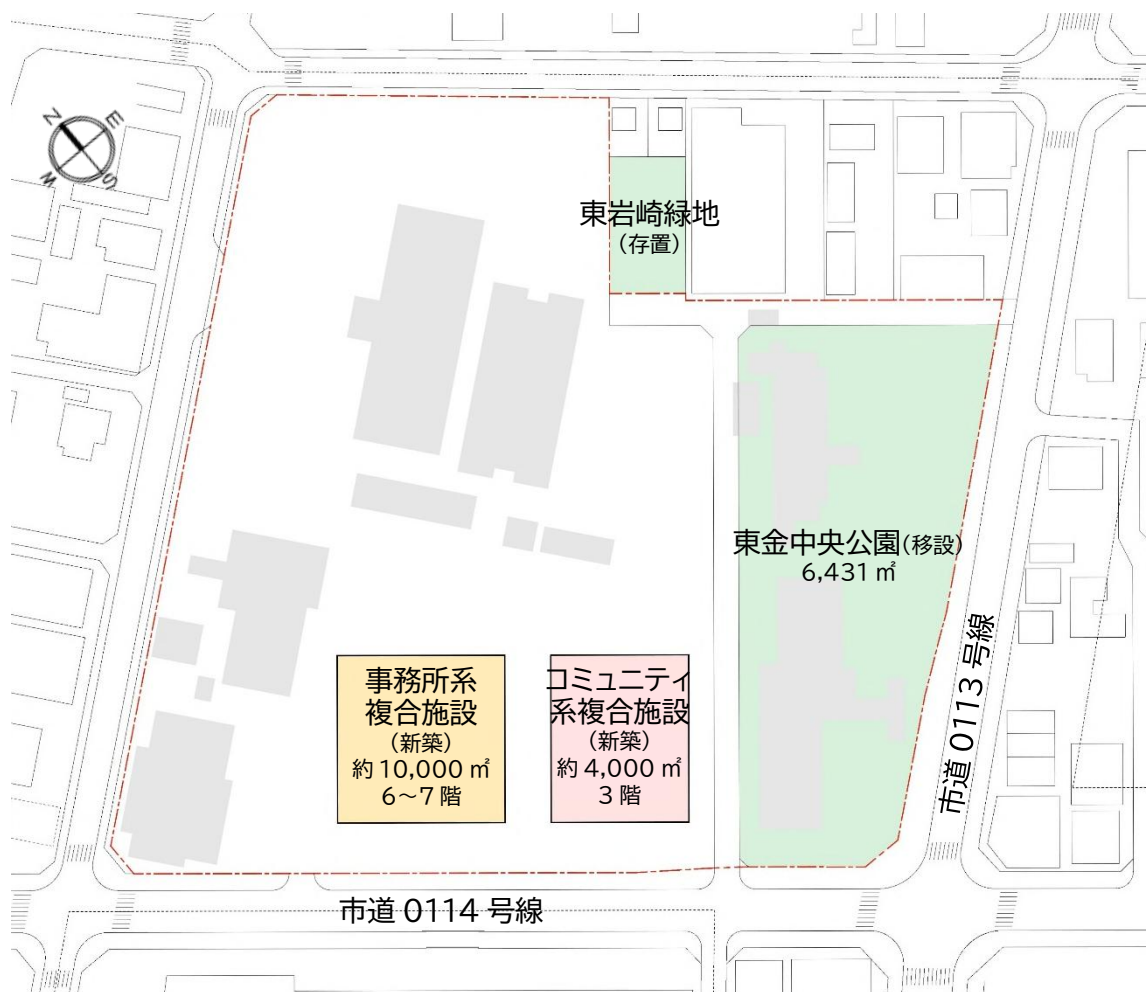 N
E
W
S
東岩崎緑地
（存置）
東金中央公園（移設）
6,431 ㎡
事務所系
複合施設
（新築）
約 10,000 ㎡
6～7 階
コミュニティ
系複合施設
（新築）
約 4,000 ㎡
3 階
市道 0113 号線
市道 0114 号線